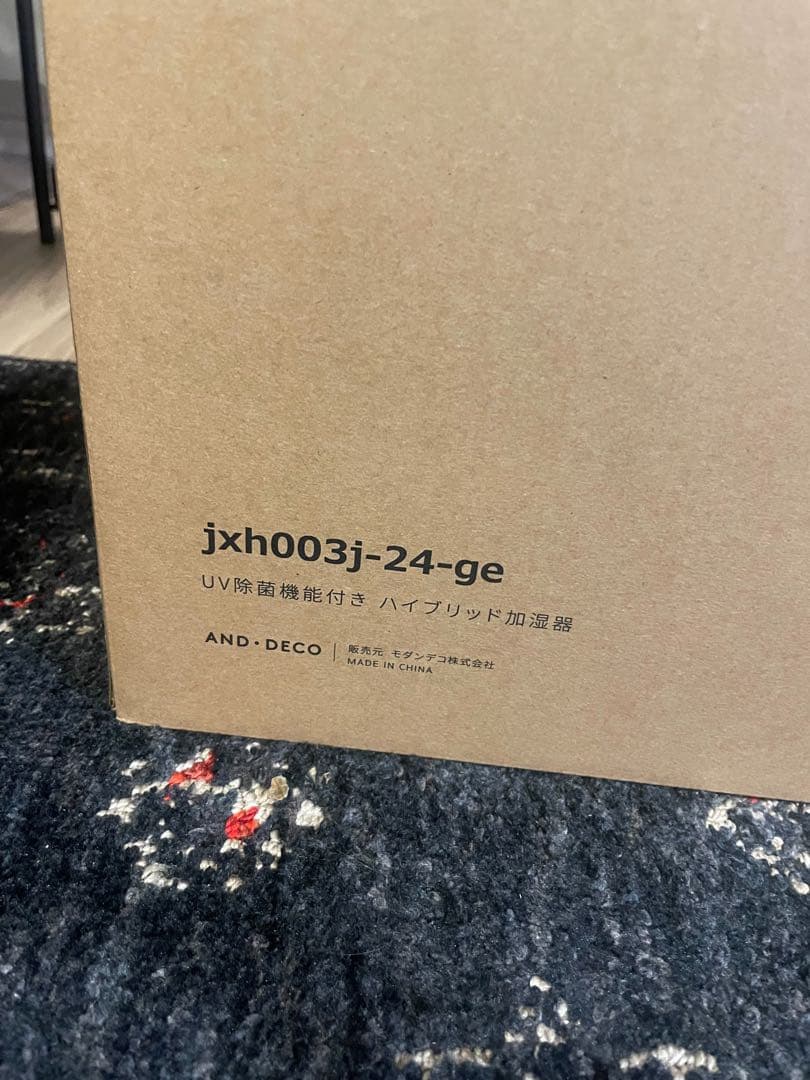 jxh003j-24-ge
UV除菌機能付き ハイブリッド加湿器
AND・DECO
販売元 モダンデコ株式会社
MADE IN CHINA